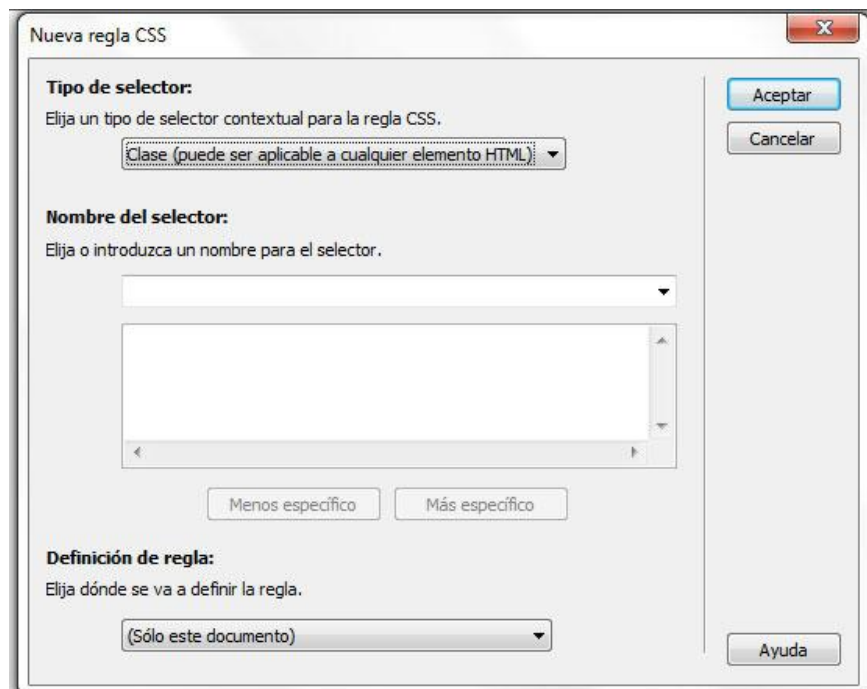 Nueva regla CSS
Tipo de selector:
Elija un tipo de selector contextual para la regla CSS.
Clase (puede ser aplicable a cualquier elemento HTML)
Aceptar
Cancelar
Nombre del selector:
Elija o introduzca un nombre para el selector.
Menos específico
Más específico
Definición de regla:
Elija dónde se va a definir la regla.
(Sólo este documento)
Ayuda